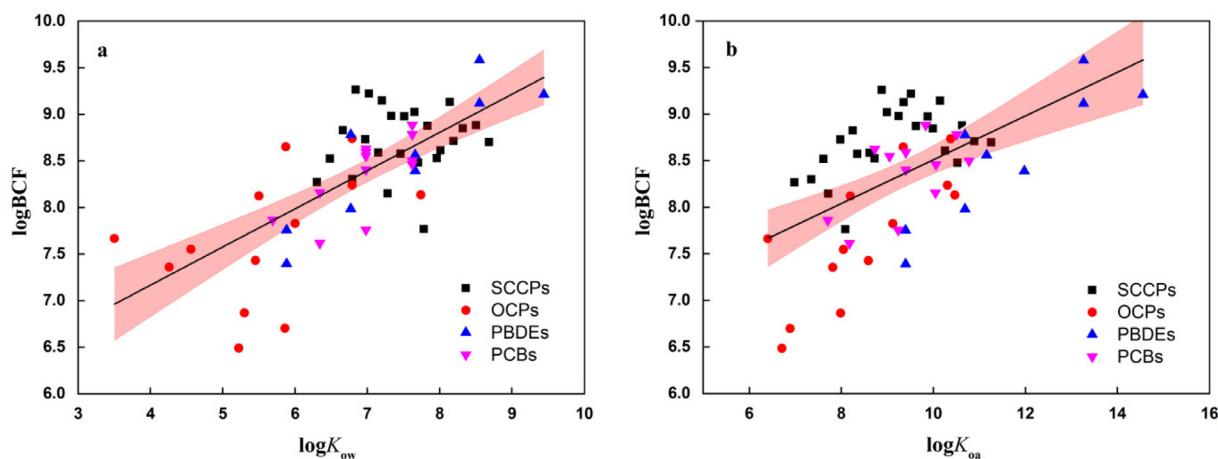 a
logBCF
10.0
9.5
9.0
8.5
8.0
7.5
7.0
6.5
6.0
3 4 5 6 7 8 9 10
logKow
SCCPs
OCPs
PBDEs
PCBs
b
logBCF
10.0
9.5
9.0
8.5
8.0
7.5
7.0
6.5
6.0
6 8 10 12 14 16
logKoa
SCCPs
OCPs
PBDEs
PCBs